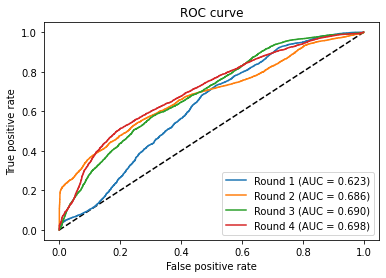 ROC curve
True positive rate
1.0
0.8
0.6
0.4
0.2
0.0
Round 1 (AUC = 0.623)
Round 2 (AUC = 0.686)
Round 3 (AUC = 0.690)
Round 4 (AUC = 0.698)
0.0 0.2 0.4 0.6 0.8 1.0
False positive rate